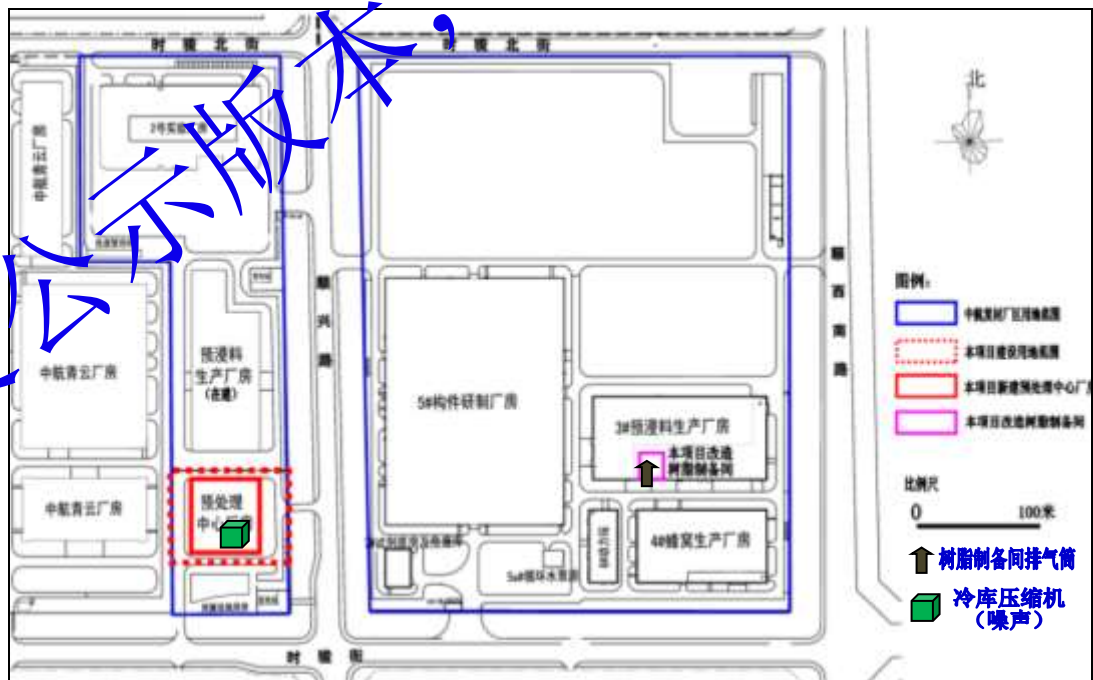 时骏北街
时骏北街
公示版本,
北
中航青云厂房
2号实验厂房
顺兴路
顺西南路
预浸料
生产厂房
(在建)
中航青云厂房
5#构件研制厂房
3#预浸料生产厂房
本项目改造
树脂制备间
中航青云厂房
预处理
中心厂房
4#蜂窝生产厂房
时骏街
图例:
中航复材厂区用地范围
本项目建设用地范围
本项目新建预处理中心厂房
本项目改造树脂制备间
比例尺
0 100米
树脂制备间排气筒
冷库压缩机
(噪声)